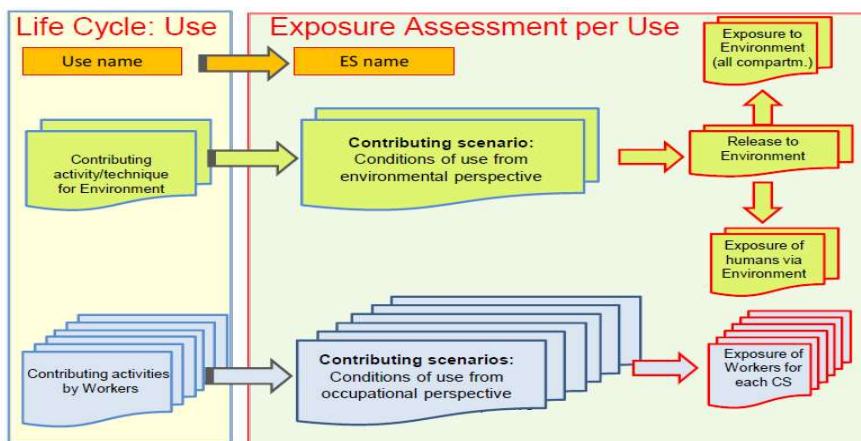 Life Cycle: Use
Exposure Assessment per Use
Use name
ES name
Exposure to
Environment
(all compartm.)
Contributing
activity/technique
for Environment
Contributing scenario:
Conditions of use from
environmental perspective
Release to
Environment
Exposure of
humans via
Environment
Contributing activities
by Workers
Contributing scenarios:
Conditions of use from
occupational perspective
Exposure of
Workers for
each CS